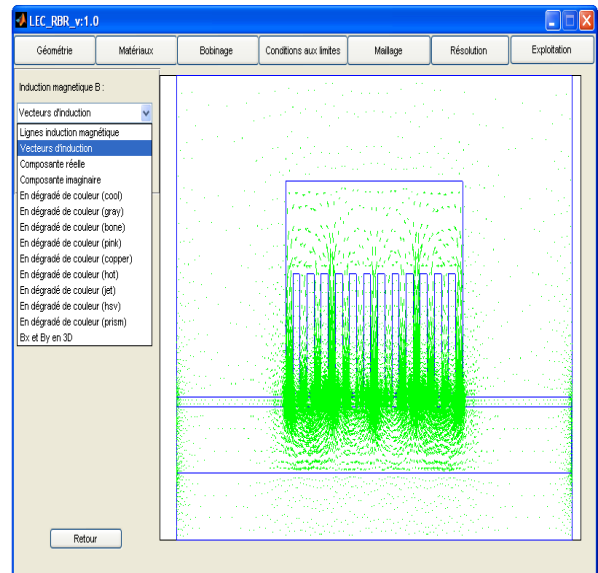 LEC_RBR_v:1.0
Géométrie Matériaux Bobinage Conditions aux limites Maillage Résolution Exploitation
Induction magnetique B :
Vecteurs d'induction
Lignes induction magnétique
Vecteurs d'induction
Composante réelle
Composante imaginaire
En dégradé de couleur (cool)
En dégradé de couleur (gray)
En dégradé de couleur (bone)
En dégradé de couleur (pink)
En dégradé de couleur (copper)
En dégradé de couleur (hot)
En dégradé de couleur (jet)
En dégradé de couleur (hsv)
En dégradé de couleur (prism)
Bx et By en 3D
Retour